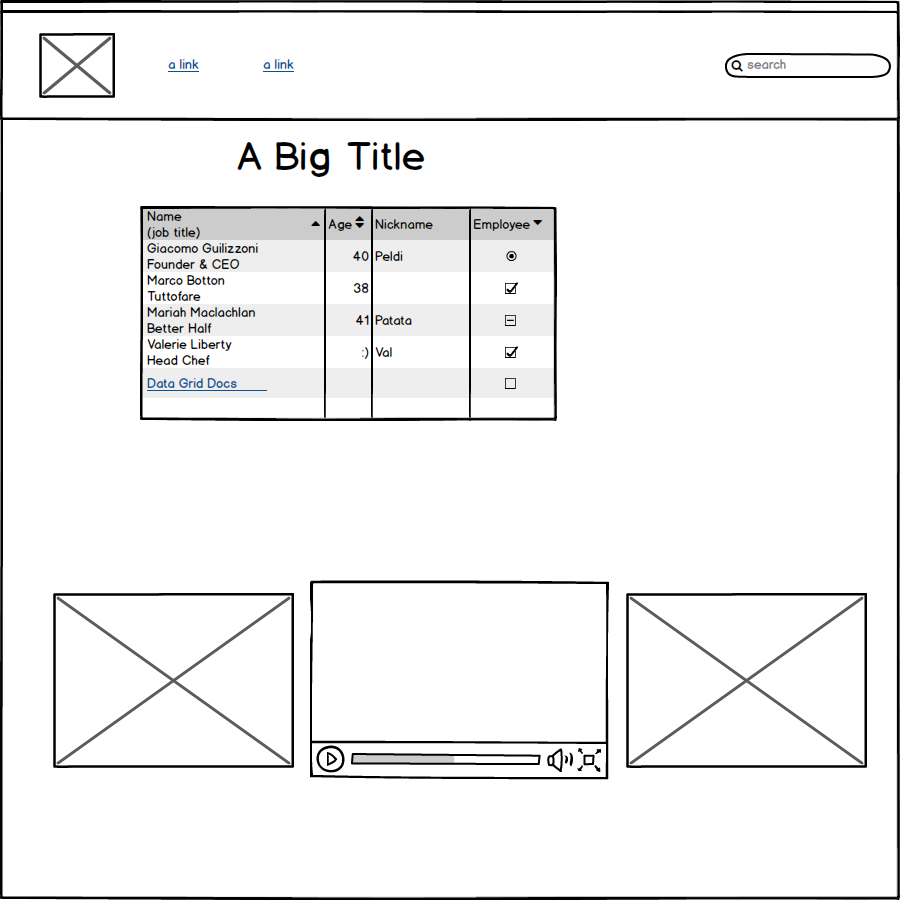 a link
a link
search
A Big Title
Name
(job title)
Age
Nickname
Employee
Giacomo Guilizzoni
Founder & CEO
40
Peldi
Marco Botton
Tuttofare
38
Mariah Maclachlan
Better Half
41
Patata
Valerie Liberty
Head Chef
:)
Val
Data Grid Docs